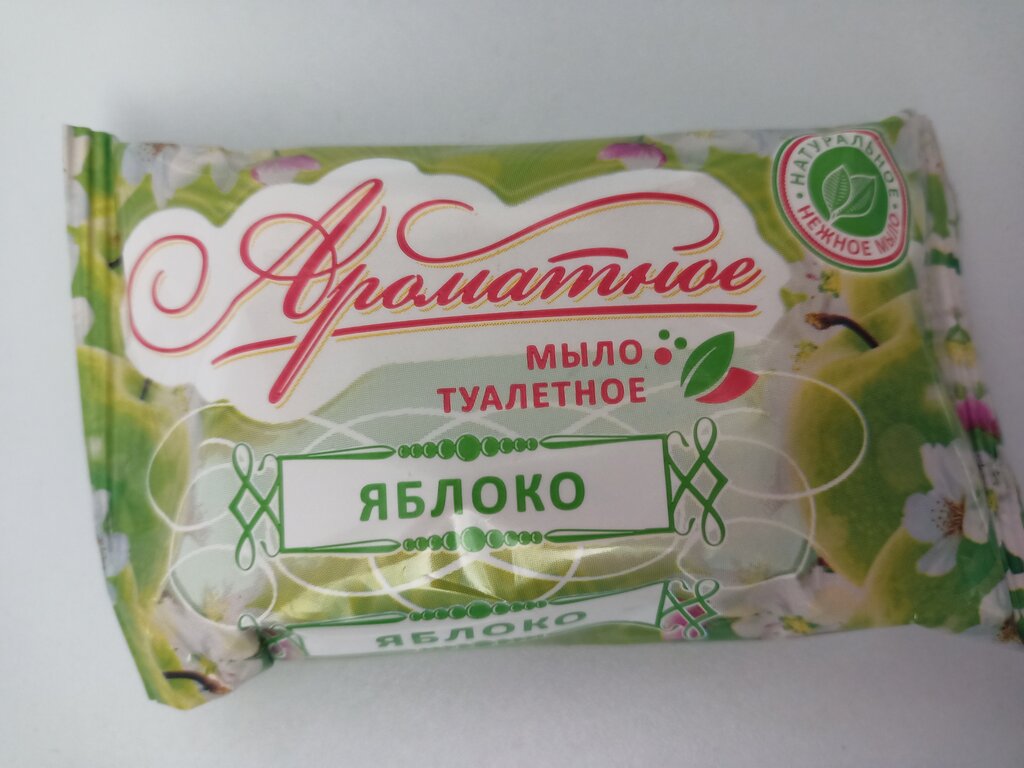 НАТУРАЛЬНОЕ
НЕЖНОЕ МЫЛО
Ароматное
МЫЛО
ТУАЛЕТНОЕ
ЯБЛОКО
ЯБЛОКО